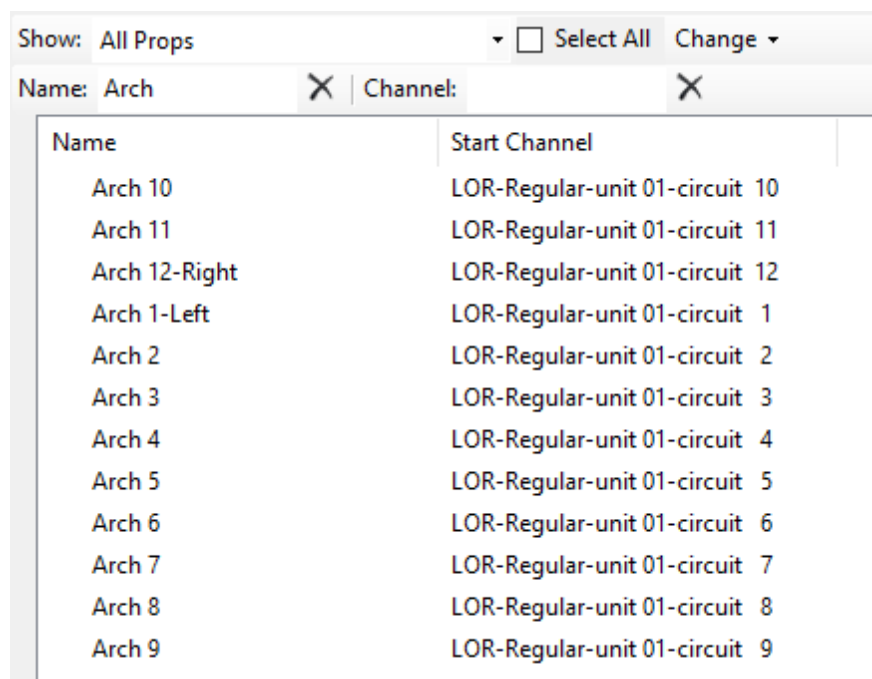 Show: All Props Select All Change
Name: Arch Channel:
Name Start Channel
Arch 10 LOR-Regular-unit 01-circuit 10
Arch 11 LOR-Regular-unit 01-circuit 11
Arch 12-Right LOR-Regular-unit 01-circuit 12
Arch 1-Left LOR-Regular-unit 01-circuit 1
Arch 2 LOR-Regular-unit 01-circuit 2
Arch 3 LOR-Regular-unit 01-circuit 3
Arch 4 LOR-Regular-unit 01-circuit 4
Arch 5 LOR-Regular-unit 01-circuit 5
Arch 6 LOR-Regular-unit 01-circuit 6
Arch 7 LOR-Regular-unit 01-circuit 7
Arch 8 LOR-Regular-unit 01-circuit 8
Arch 9 LOR-Regular-unit 01-circuit 9